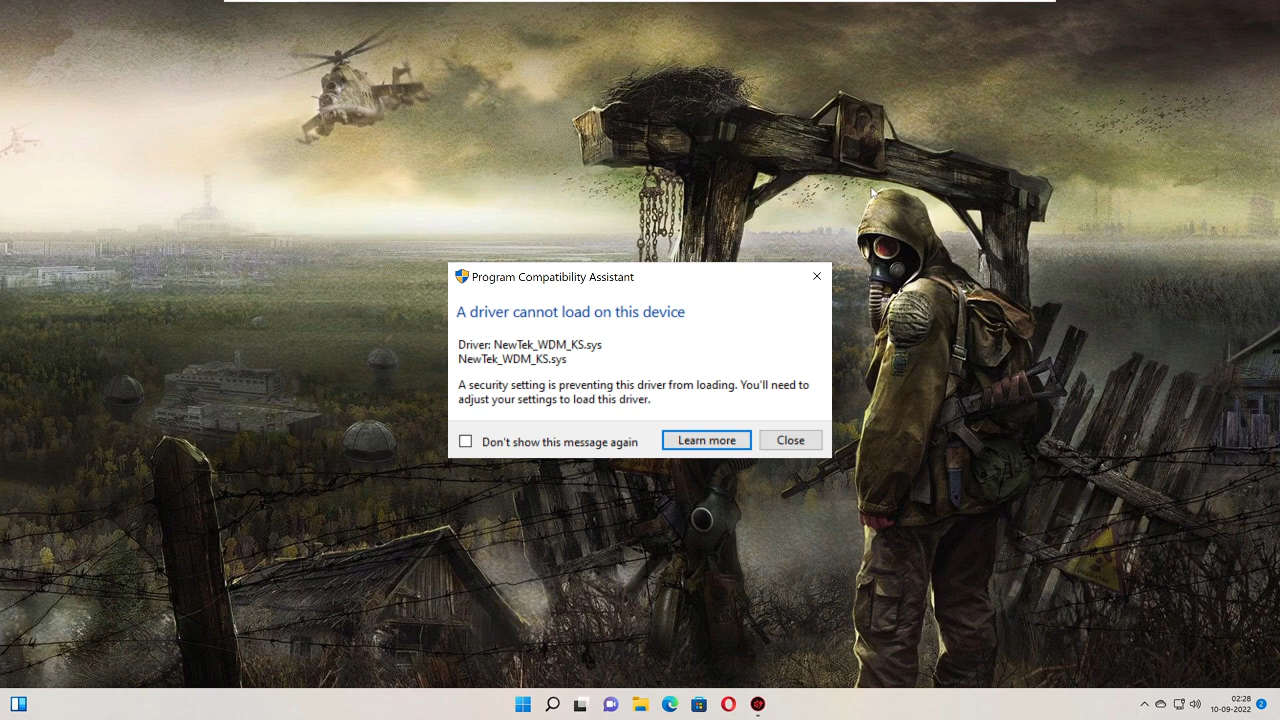 Program Compatibility Assistant
A driver cannot load on this device
Driver: NewTek_WDM_KS.sys
NewTek_WDM_KS.sys
A security setting is preventing this driver from loading. You'll need to
adjust your settings to load this driver.
Don't show this message again
Learn more
Close
02:28
10-09-2022
2